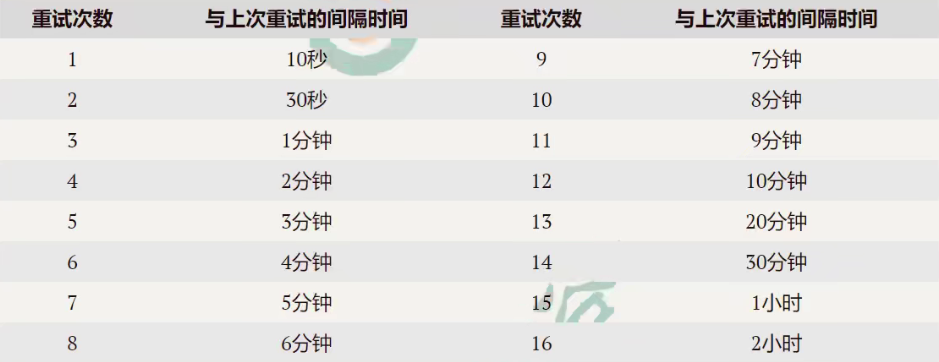 重试次数 与上次重试的间隔时间 重试次数 与上次重试的间隔时间
1 10秒 9 7分钟
2 30秒 10 8分钟
3 1分钟 11 9分钟
4 2分钟 12 10分钟
5 3分钟 13 20分钟
6 4分钟 14 30分钟
7 5分钟 15 1小时
8 6分钟 16 2小时